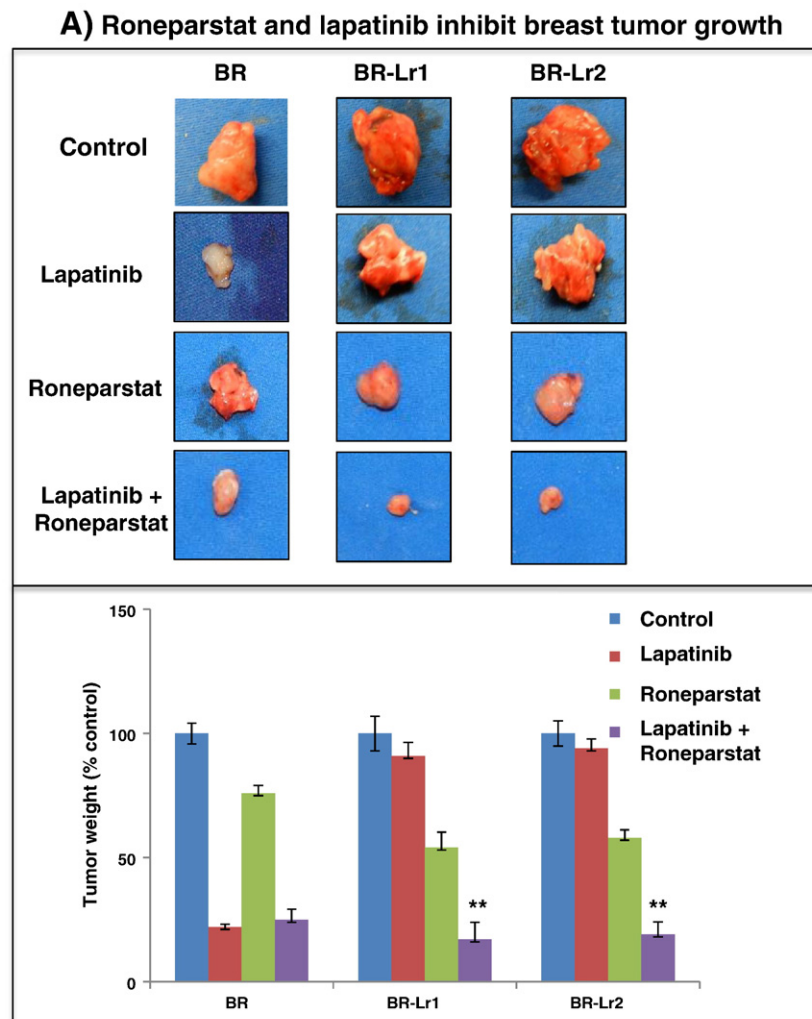 A) Roneparstat and lapatinib inhibit breast tumor growth
BR BR-Lr1 BR-Lr2
Control
Lapatinib
Roneparstat
Lapatinib +
Roneparstat
150
100
50
0
Tumor weight (% control)
Control
Lapatinib
Roneparstat
Lapatinib +
Roneparstat
** **
BR BR-Lr1 BR-Lr2